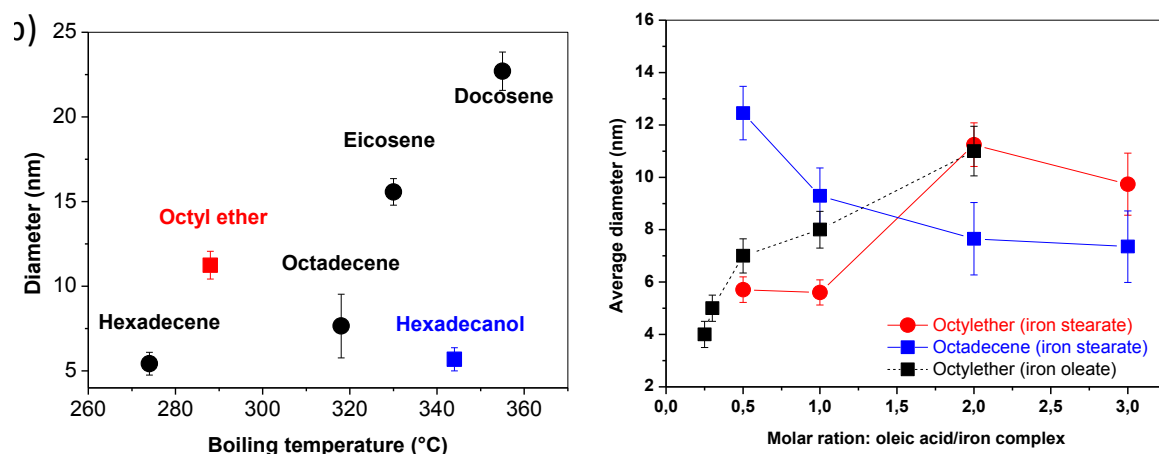 b)
25
20
15
10
5
260
280
300
320
340
360
Diameter (nm)
Boiling temperature (°C)
Docosene
Eicosene
Octyl ether
Octadecene
Hexadecene
Hexadecanol
16
14
12
10
8
6
4
2
0,0
0,5
1,0
1,5
2,0
2,5
3,0
Average diameter (nm)
Molar ration: oleic acid/iron complex
Octylether (iron stearate)
Octadecene (iron stearate)
Octylether (iron oleate)